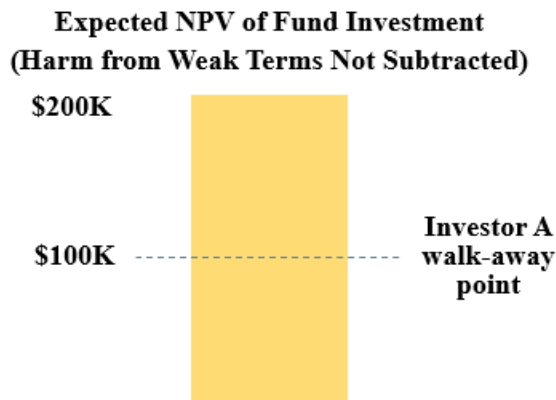 Expected NPV of Fund Investment
(Harm from Weak Terms Not Subtracted)
$200K
Investor A
$100K
walk-away
point